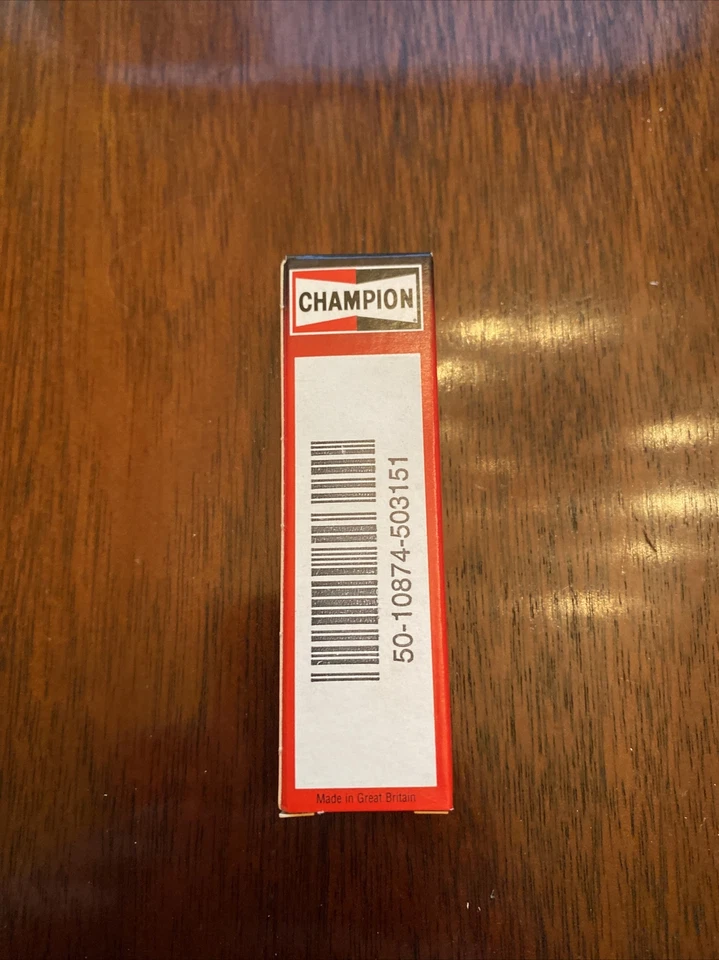 CHAMPION
50-10874-503151
Made in Great Britain